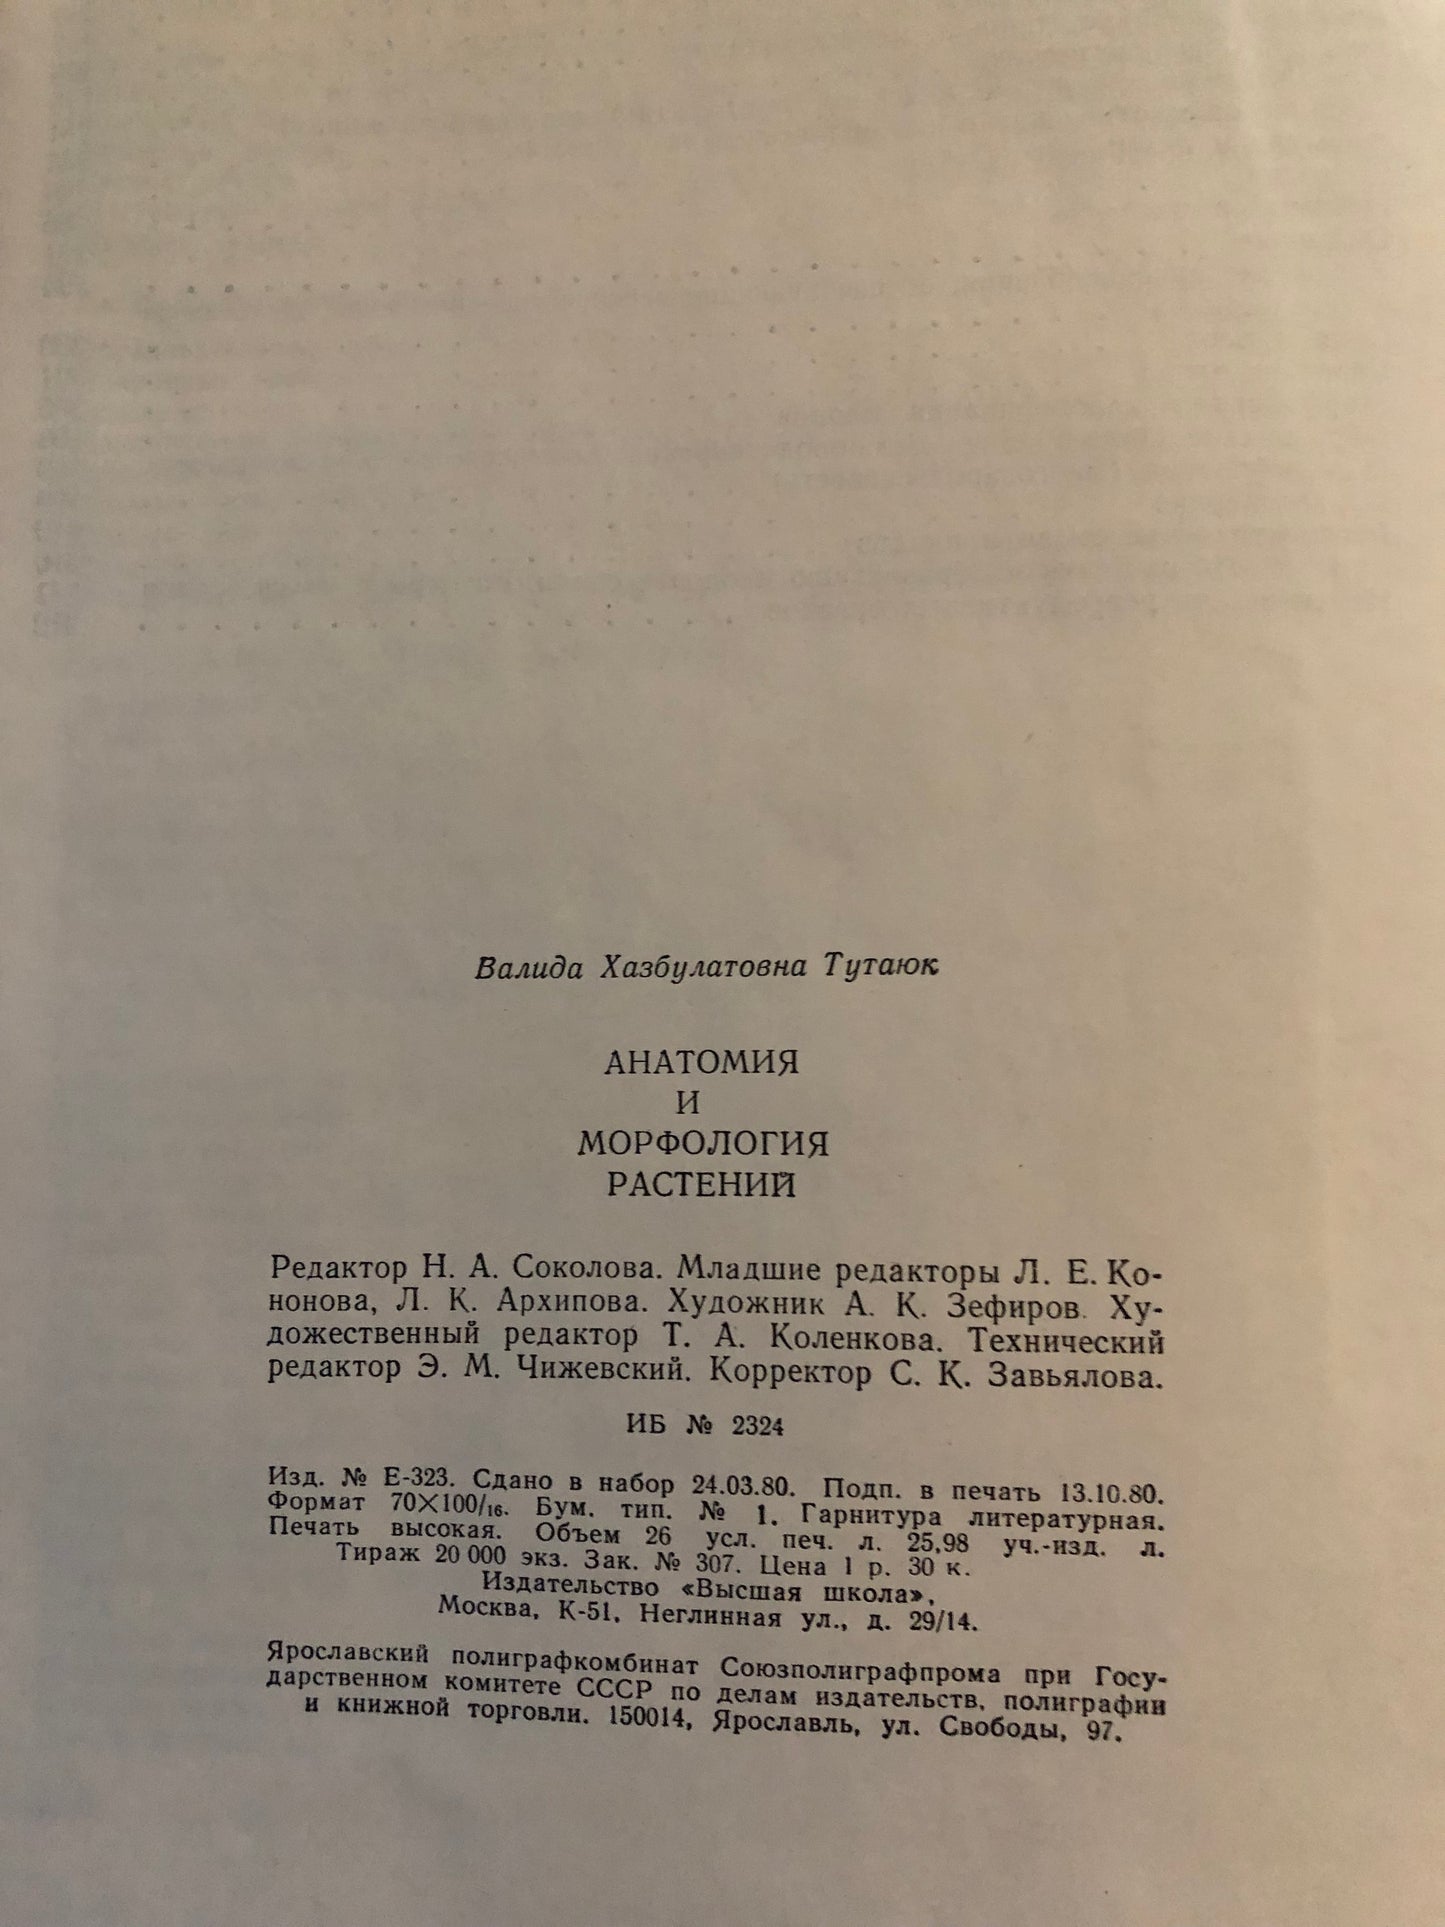 Валида Хазбулатовна Тутаюк
АНАТОМИЯ
И
МОРФОЛОГИЯ
РАСТЕНИЙ
Редактор Н. А. Соколова. Младшие редакторы Л. Е. Ко-
нонова, Л. К. Архипова. Художник А. К. Зефиров. Ху-
дожественный редактор Т. А. Коленкова. Технический
редактор Э. М. Чижевский. Корректор С. К. Завьялова.
ИБ № 2324
Изд. № Е-323. Сдано в набор 24.03.80. Подп. в печать 13.10.80.
Формат 70×100/16. Бум. тип. № 1. Гарнитура литературная.
Печать высокая. Объем 26 усл. печ. л. 25,98 уч.-изд. л.
Тираж 20 000 экз. Зак. № 307. Цена 1 р. 30 к.
Издательство «Высшая школа»,
Москва, К-51, Неглинная ул., д. 29/14.
Ярославский полиграфкомбинат Союзполиграфпрома при Госу-
дарственном комитете СССР по делам издательств, полиграфии
и книжной торговли. 150014, Ярославль, ул. Свободы, 97.